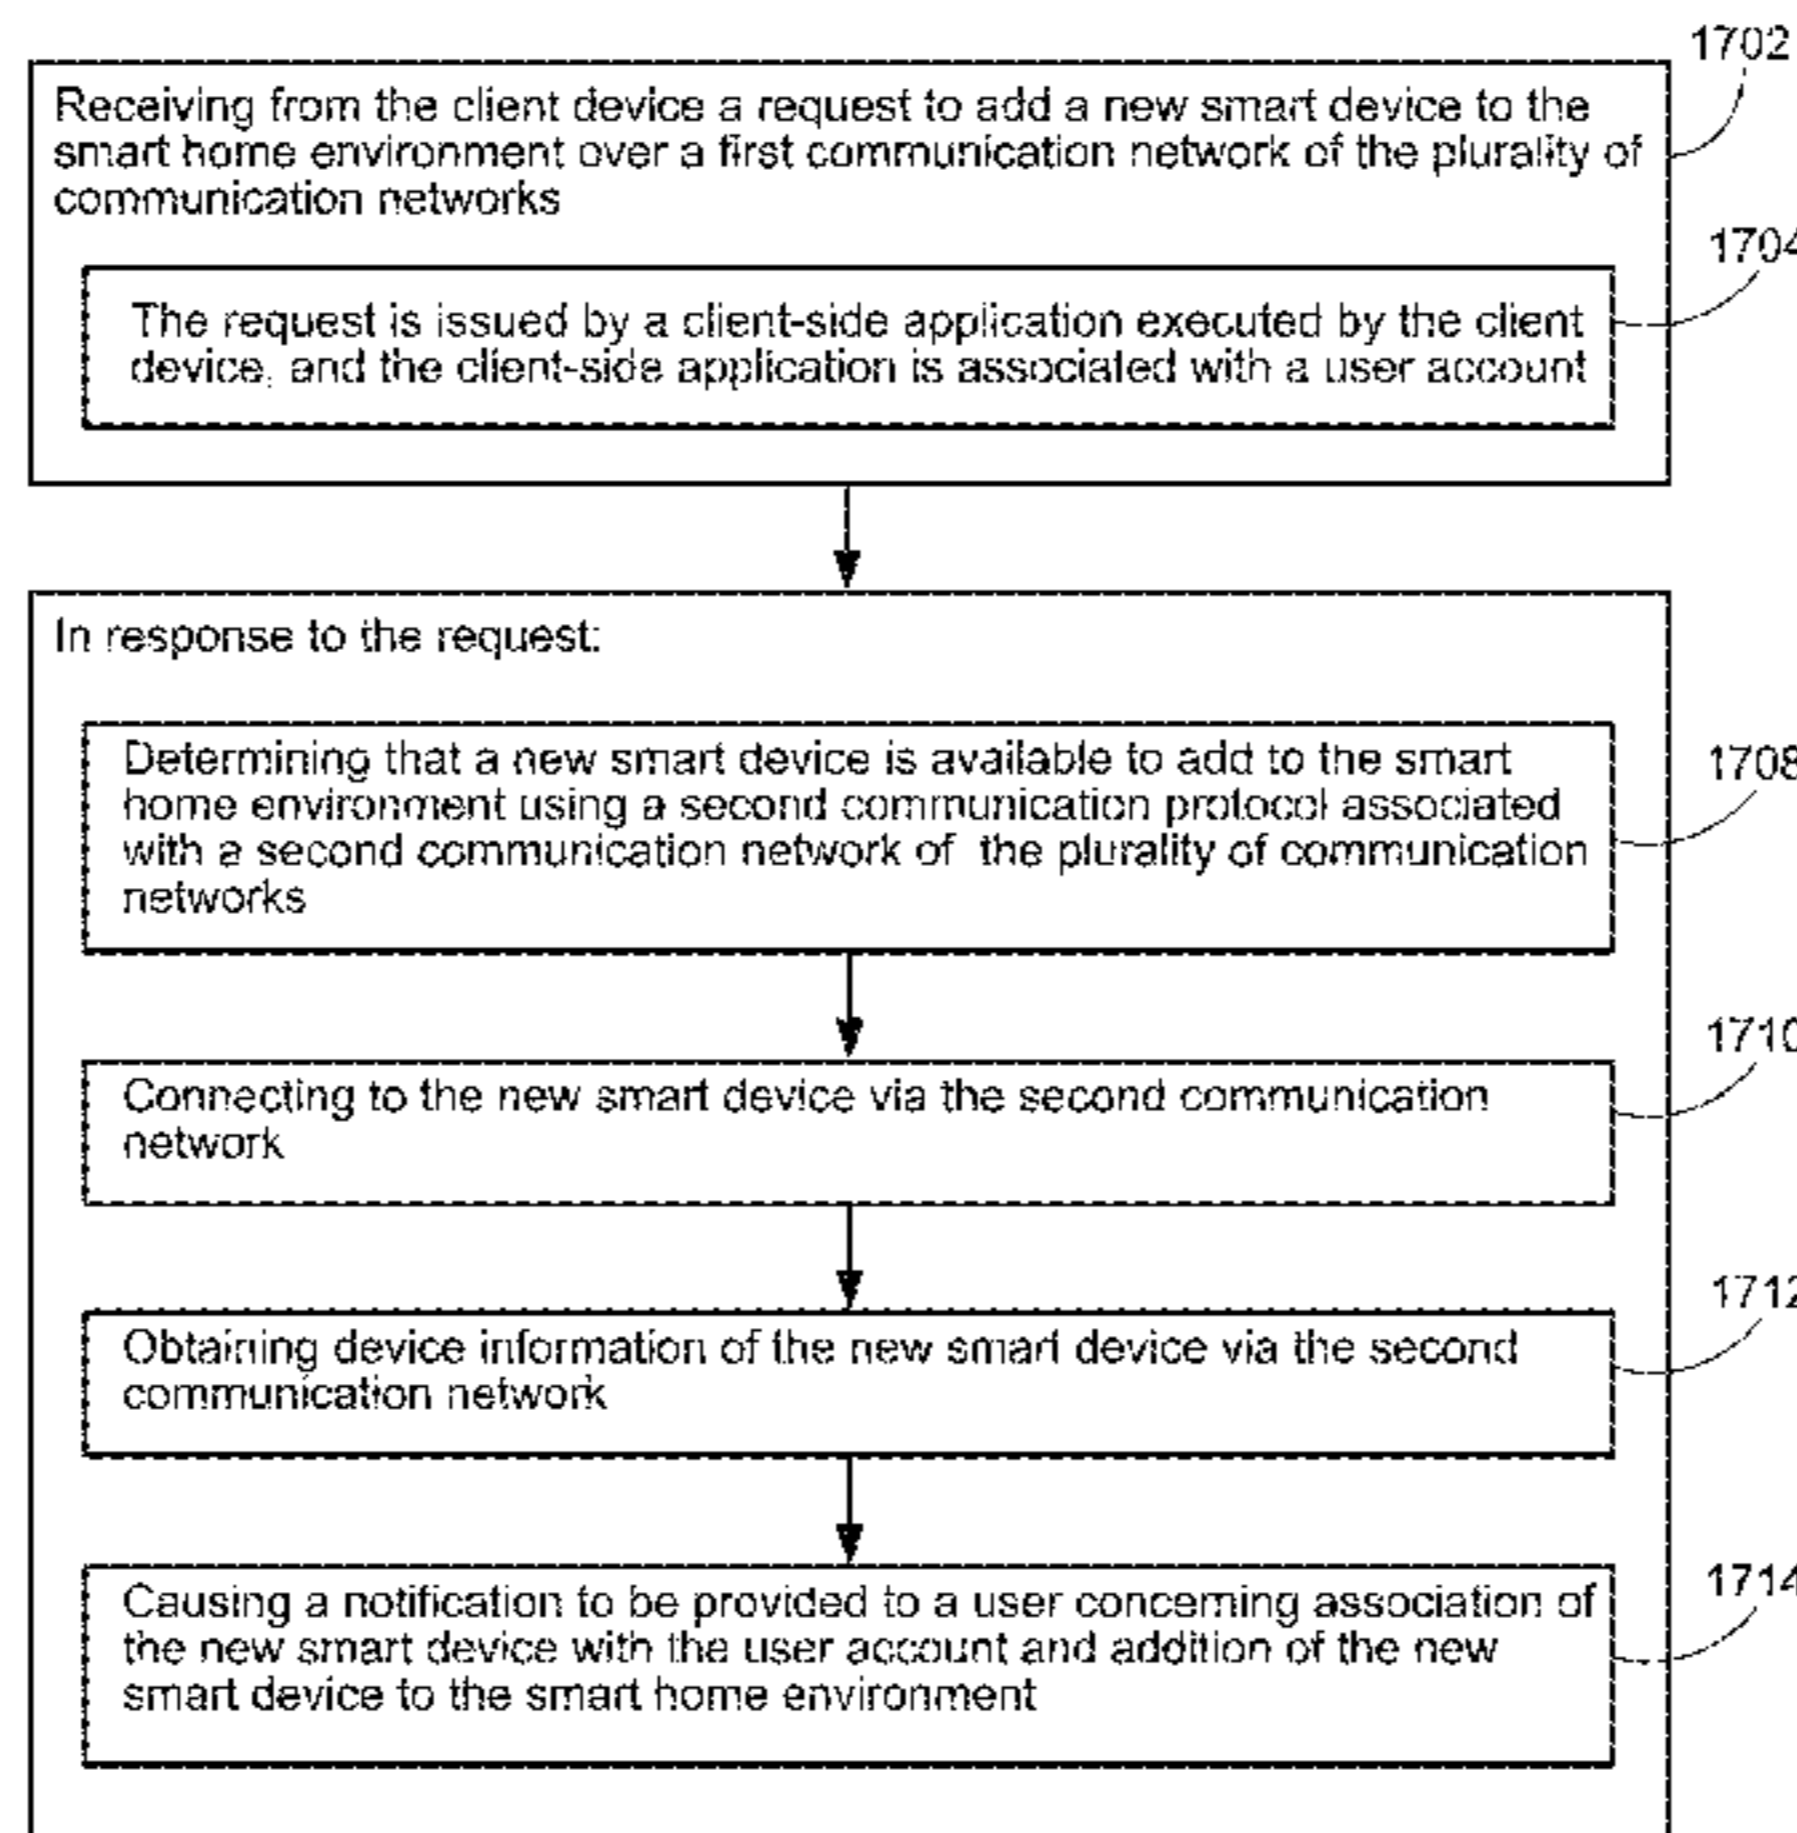 1702
Receiving from the client device a request to add a new smart device to the
smart home environment over a first communication network of the plurality of
communication networks
1704
The request is issued by a client-side application executed by the client
device, and the client-side application is associated with a user account
In response to the request:
Determining that a new smart device is available to add to the smart
home environment using a second communication protocol associated
with a second communication network of the plurality of communication
networks
1708
Connecting to the new smart device via the second communication
network
1710
Obtaining device information of the new smart device via the second
communication network
1712
Causing a notification to be provided to a user concerning association of
the new smart device with the user account and addition of the new
smart device to the smart home environment
1714